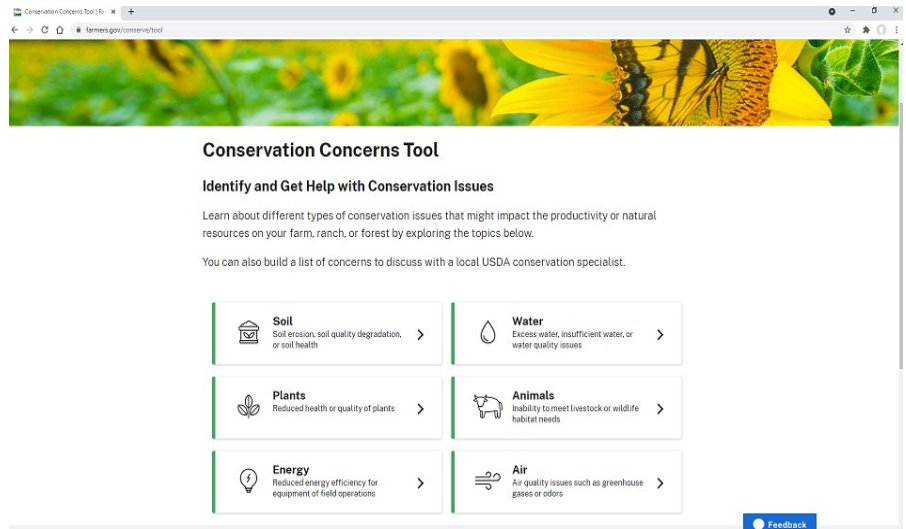 Conservation Concerns Tool | Fa
farmers.gov/conserve/tool
Conservation Concerns Tool
Identify and Get Help with Conservation Issues
Learn about different types of conservation issues that might impact the productivity or natural
resources on your farm, ranch, or forest by exploring the topics below.
You can also build a list of concerns to discuss with a local USDA conservation specialist.
Soil
Soil erosion, soil quality degradation,
or soil health
Water
Excess water, insufficient water, or
water quality issues
Plants
Reduced health or quality of plants
Animals
Inability to meet livestock or wildlife
habitat needs
Energy
Reduced energy efficiency for
equipment of field operations
Air
Air quality issues such as greenhouse
gases or odors
Feedback